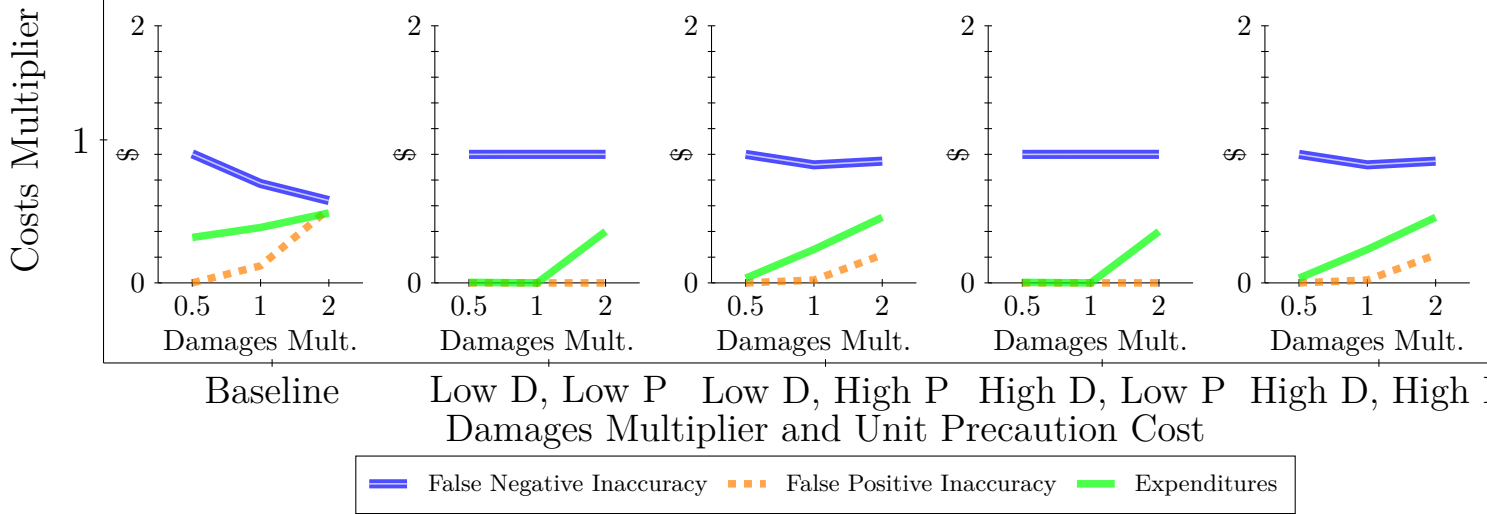 Costs Multiplier
1
2
$
0
0.5 1 2
Damages Mult.
Baseline
2
$
0
0.5 1 2
Damages Mult.
Low D, Low P
2
$
0
0.5 1 2
Damages Mult.
Low D, High P
2
$
0
0.5 1 2
Damages Mult.
High D, Low P
2
$
0
0.5 1 2
Damages Mult.
High D, High
Damages Multiplier and Unit Precaution Cost
False Negative Inaccuracy False Positive Inaccuracy Expenditures